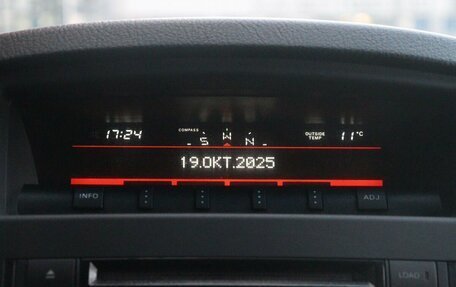 17:24 COMPASS S W N OUTSIDE TEMP 11°C
19.OKT.2025
INFO ADJ
LOAD